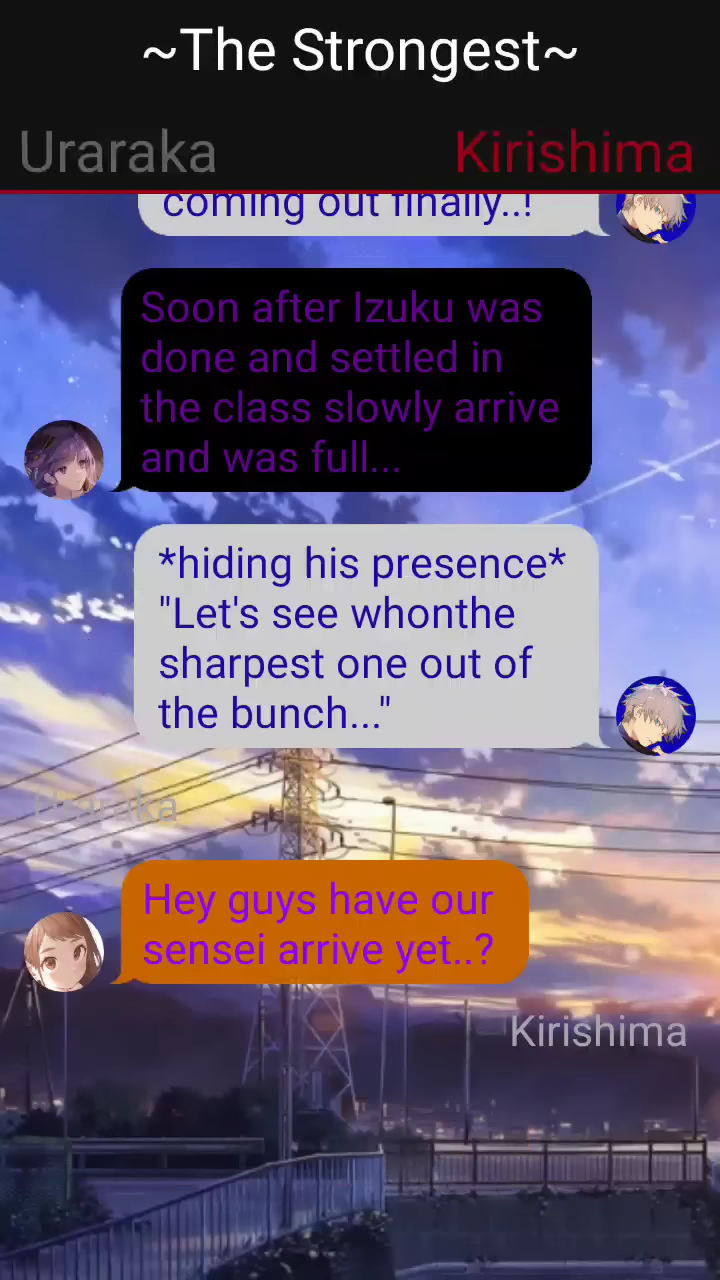 ~The Strongest~
Uraraka
Kirishima
coming out finally..!
Soon after Izuku was
done and settled in
the class slowly arrive
and was full...
*hiding his presence*
"Let's see whonthe
sharpest one out of
the bunch..."
Uraraka
Hey guys have our
sensei arrive yet..?
Kirishima